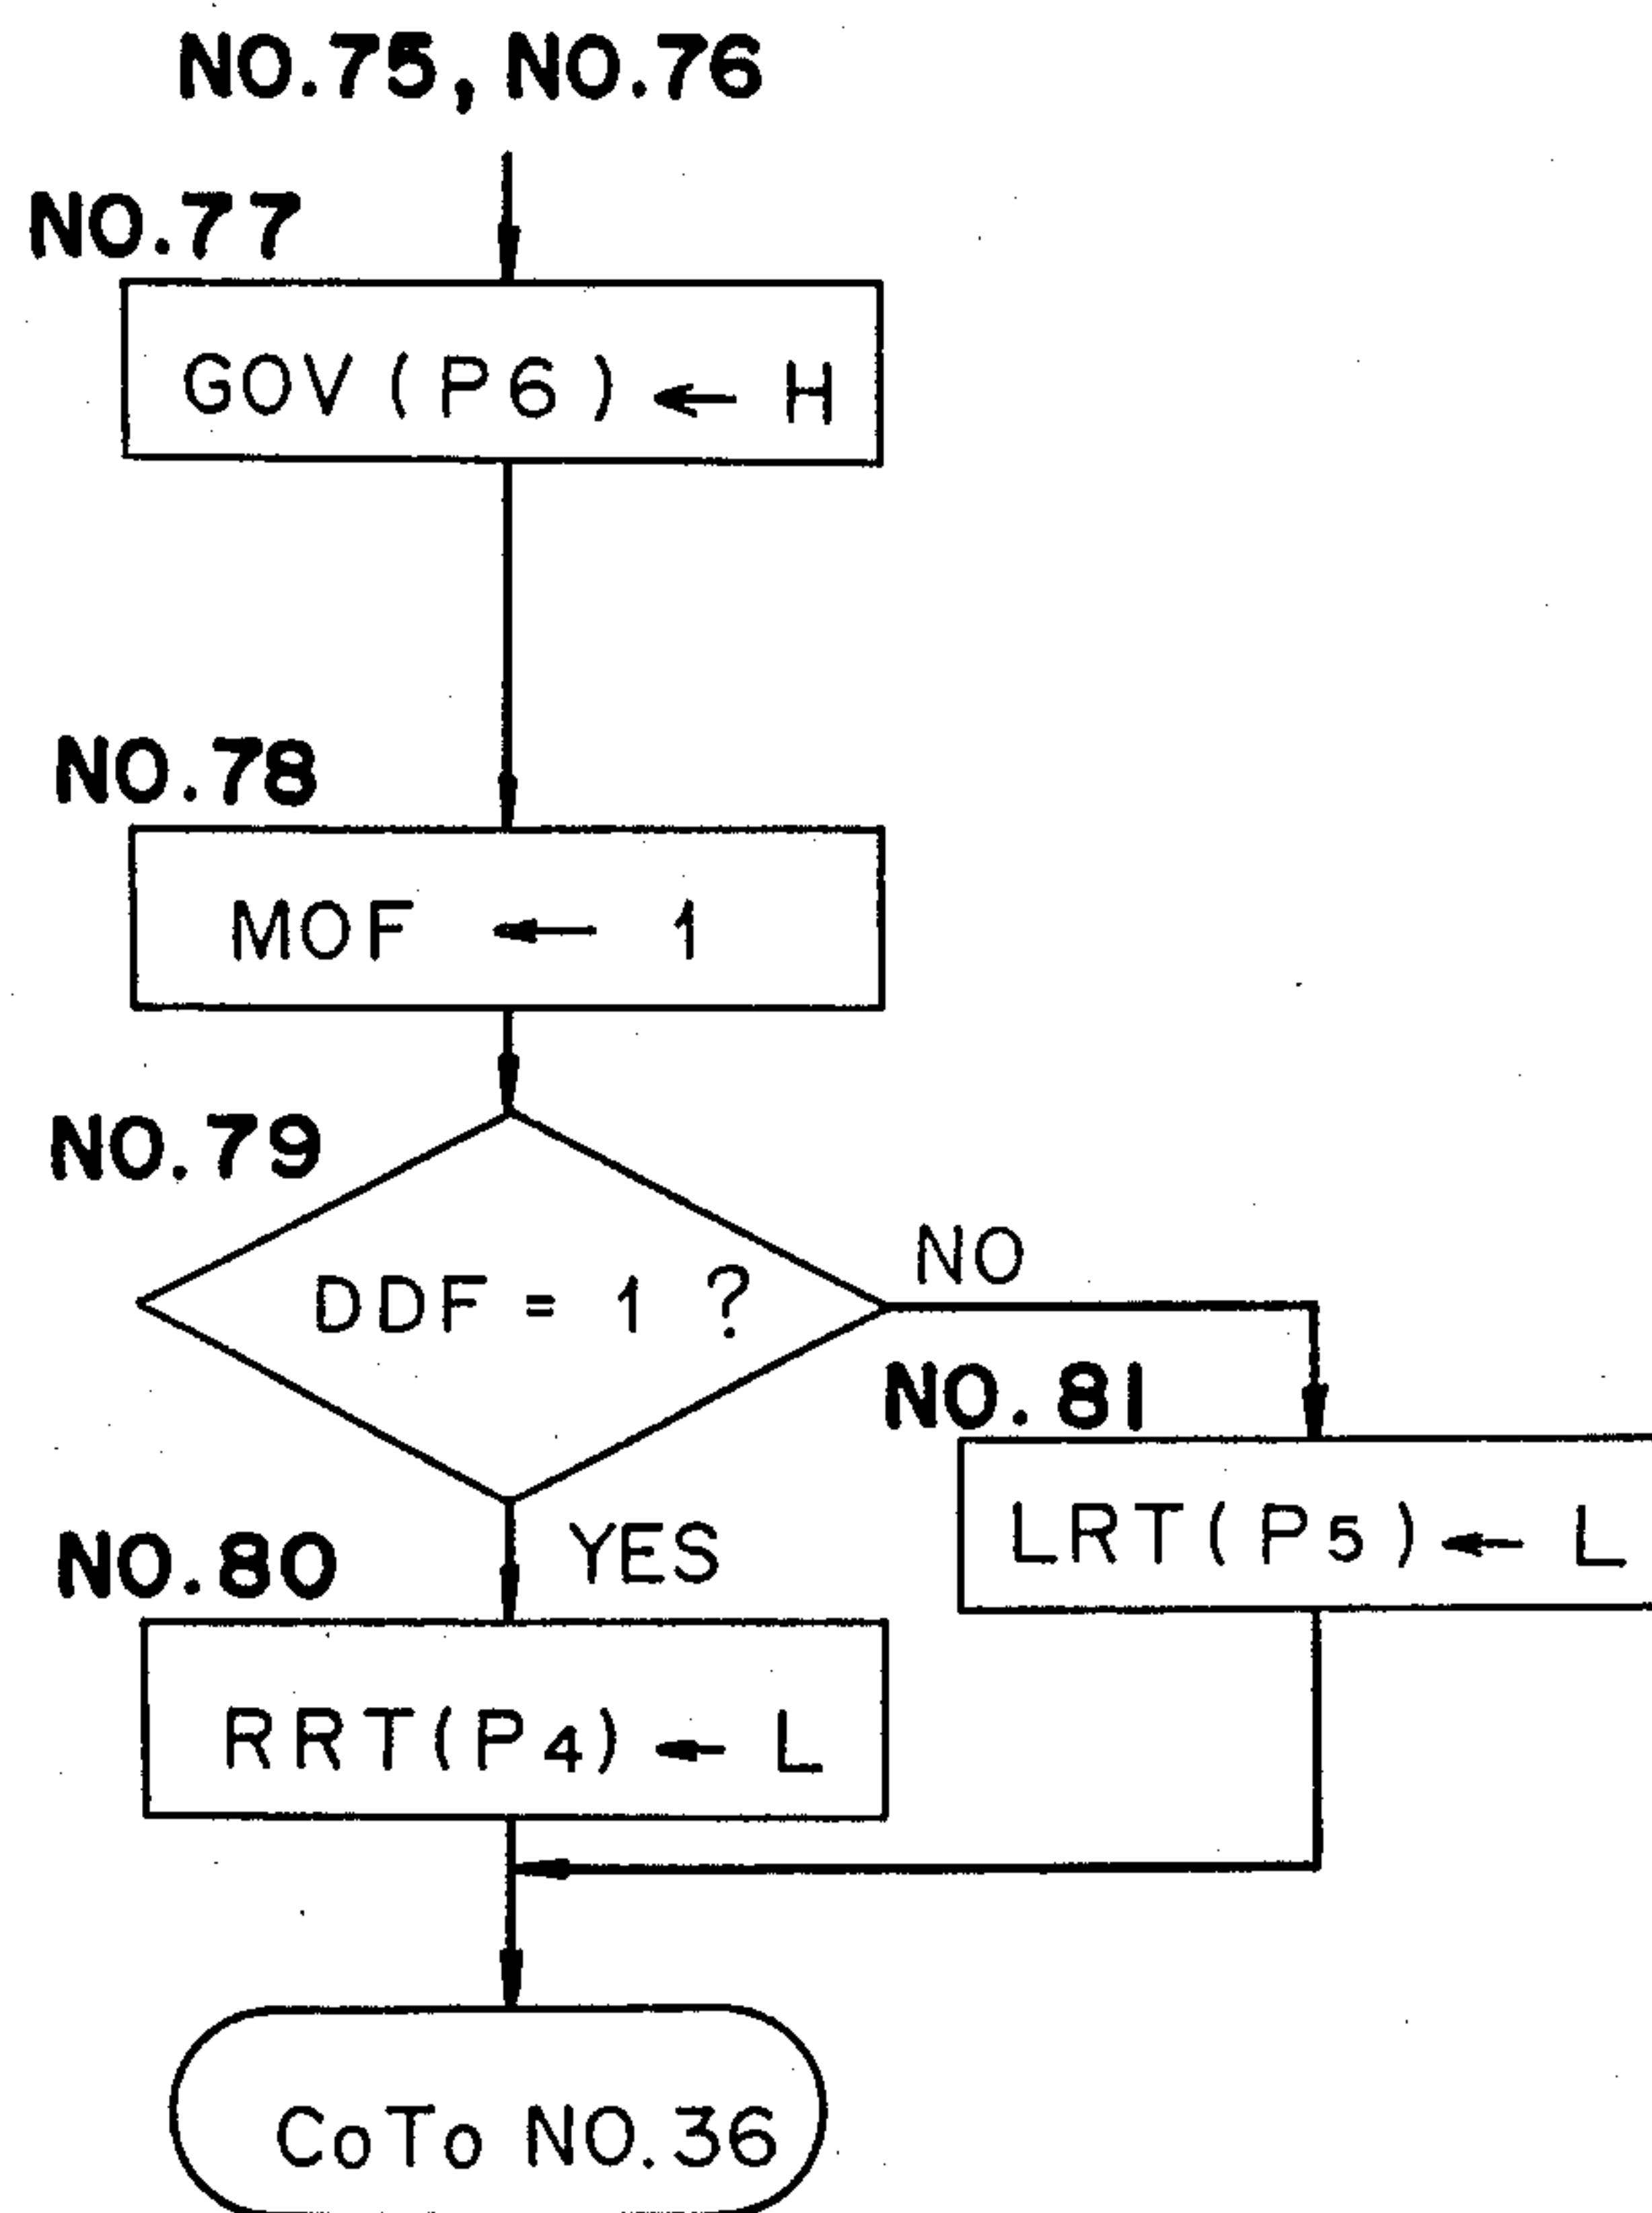 NO.75, NO.76
NO.77
GOV(P6) ← H
NO.78
MOF ← 1
NO.79
DDF = 1 ?
NO
NO.81
LRT(P5) ← L
YES
NO.80
RRT(P4) ← L
CoTo NO.36